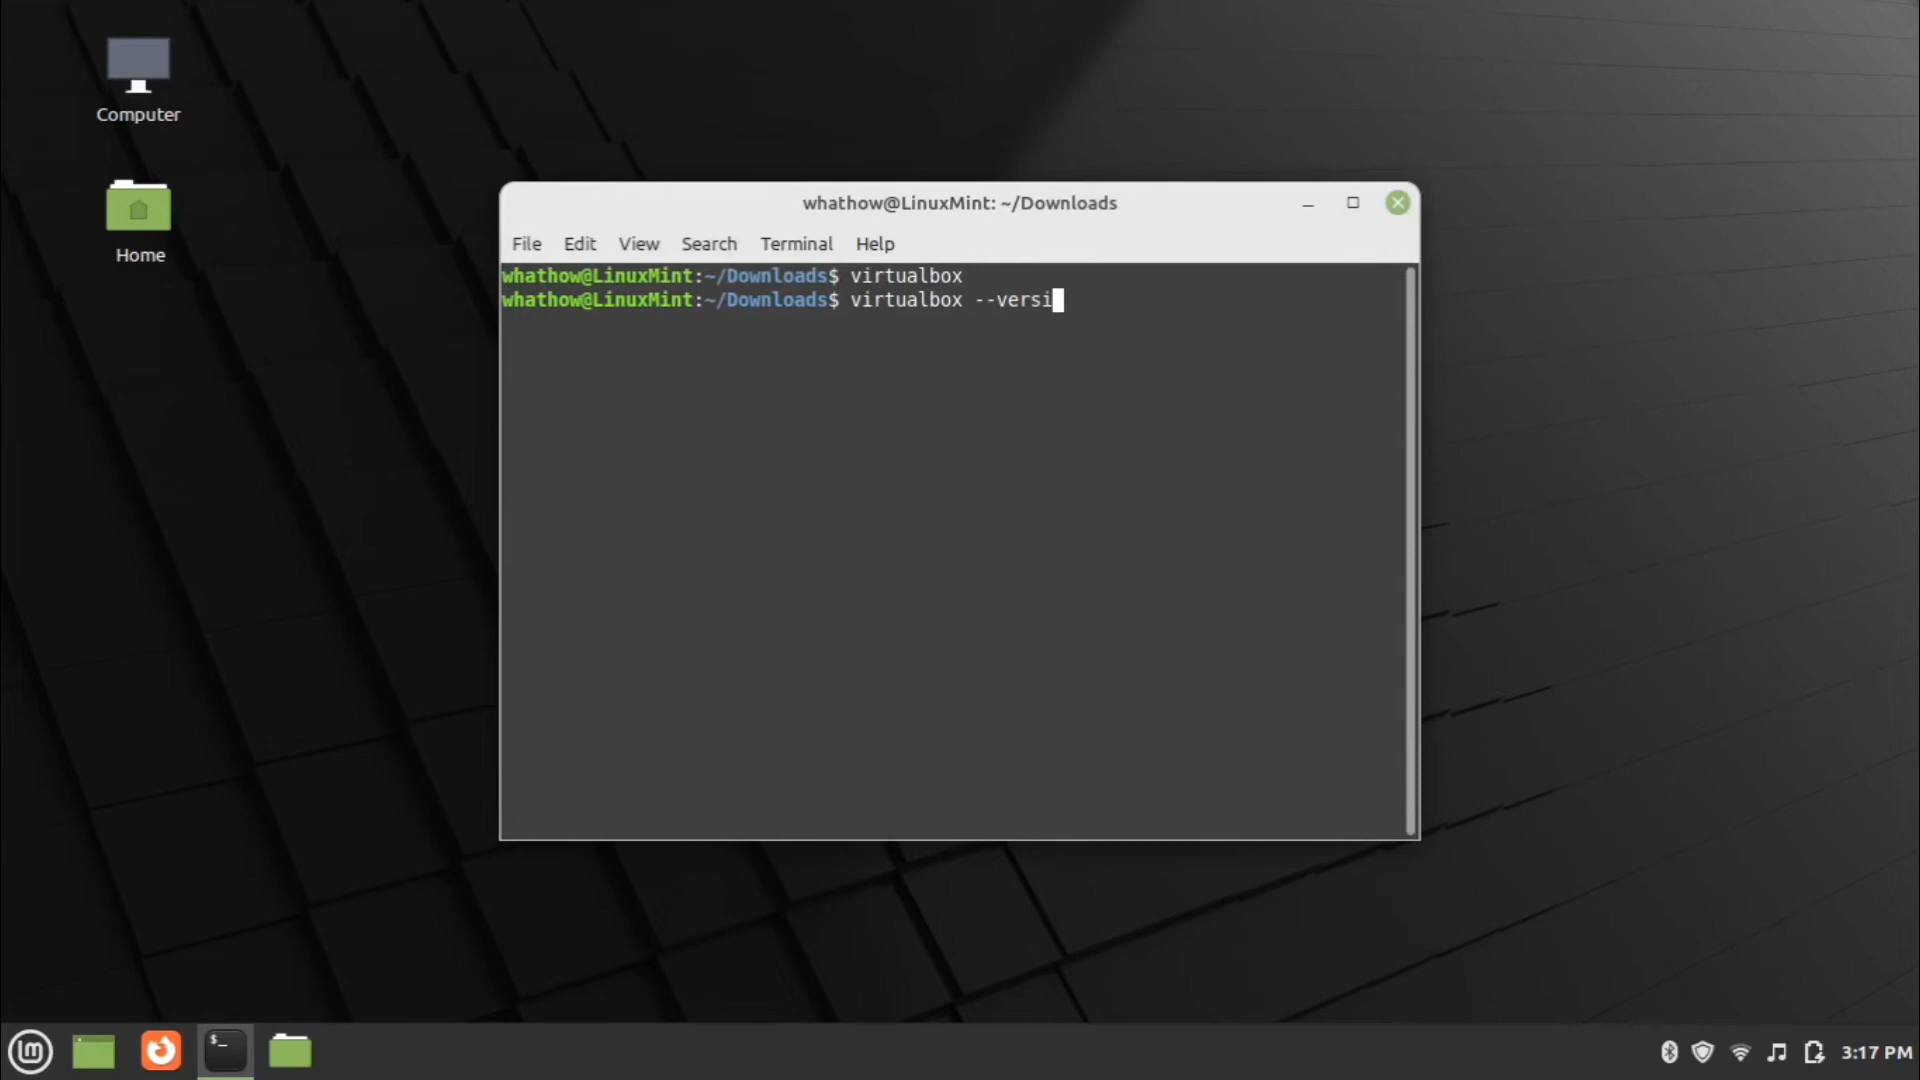 Computer
Home
whathow@LinuxMint: ~/Downloads
File Edit View Search Terminal Help
whathow@LinuxMint:~/Downloads$ virtualbox
whathow@LinuxMint:~/Downloads$ virtualbox --versi
$_
3:17 PM